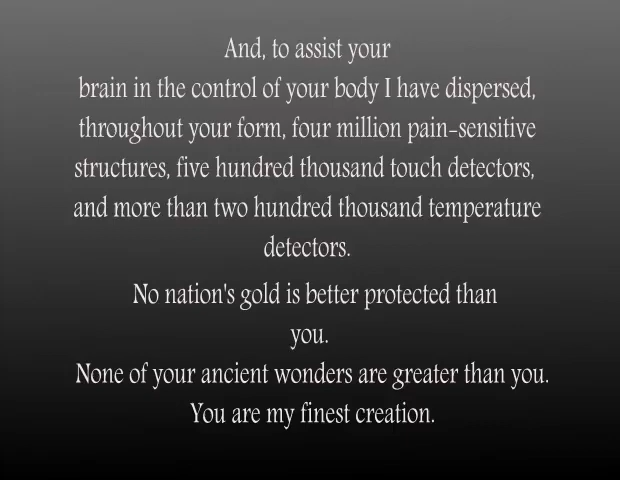 And, to assist your
brain in the control of your body I have dispersed,
throughout your form, four million pain-sensitive
structures, five hundred thousand touch detectors,
and more than two hundred thousand temperature
detectors.
No nation's gold is better protected than
you.
None of your ancient wonders are greater than you.
You are my finest creation.